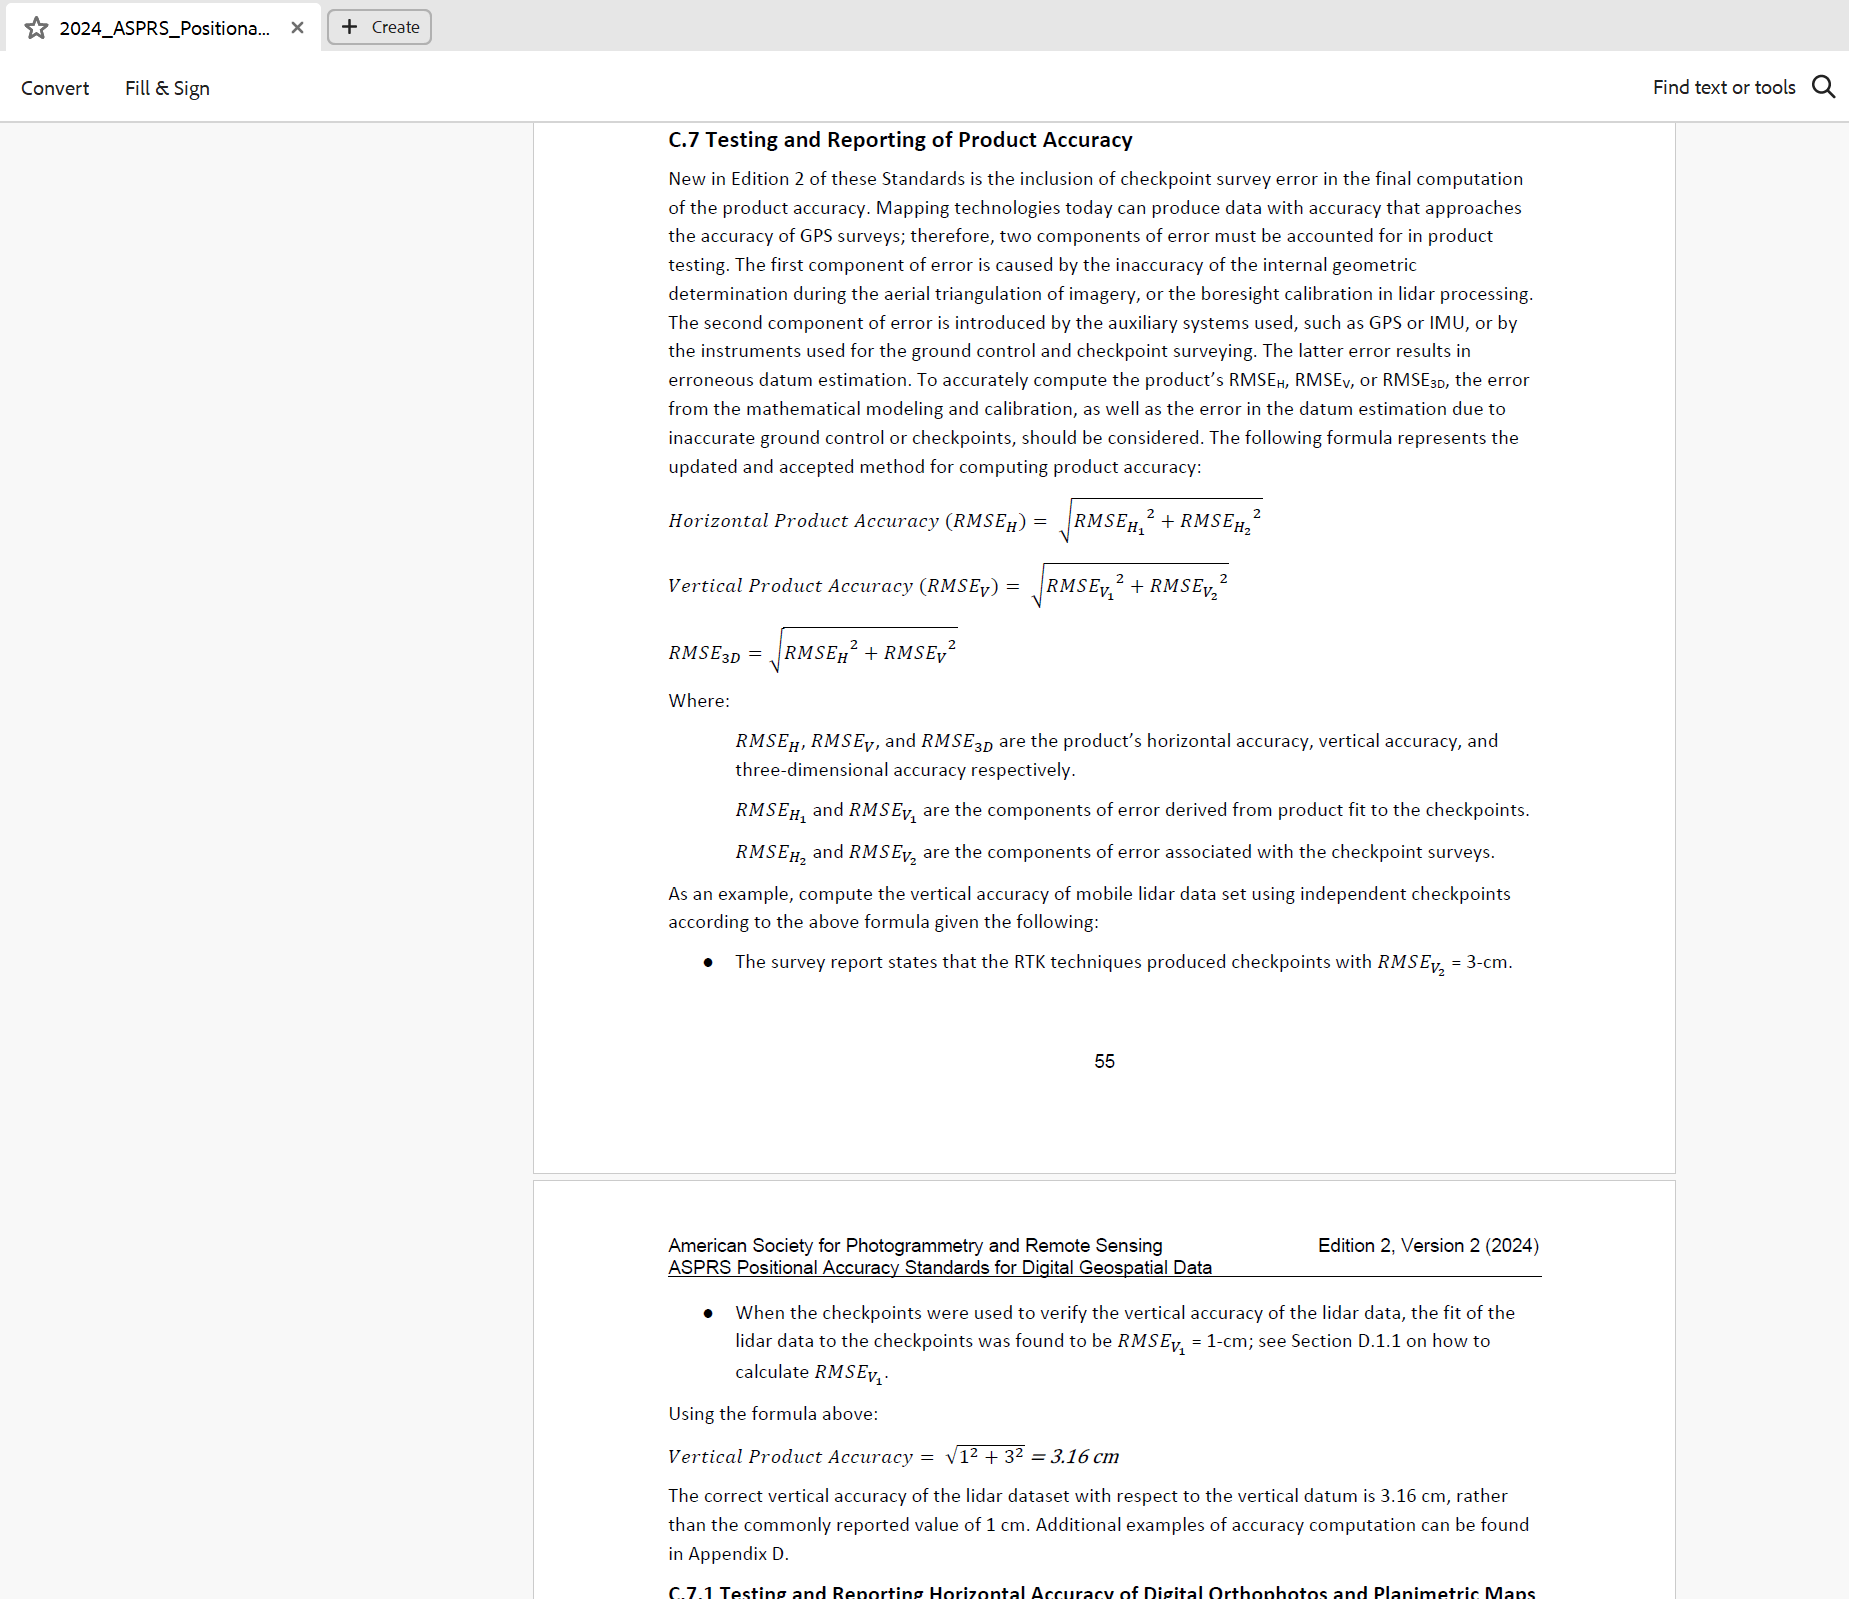 2024_ASPRS_Positiona...
Create
Convert Fill & Sign
Find text or tools
C.7 Testing and Reporting of Product Accuracy
New in Edition 2 of these Standards is the inclusion of checkpoint survey error in the final computation
of the product accuracy. Mapping technologies today can produce data with accuracy that approaches
the accuracy of GPS surveys; therefore, two components of error must be accounted for in product
testing. The first component of error is caused by the inaccuracy of the internal geometric
determination during the aerial triangulation of imagery, or the boresight calibration in lidar processing.
The second component of error is introduced by the auxiliary systems used, such as GPS or IMU, or by
the instruments used for the ground control and checkpoint surveying. The latter error results in
erroneous datum estimation. To accurately compute the product's RMSEH, RMSEV, or RMSE3D, the error
from the mathematical modeling and calibration, as well as the error in the datum estimation due to
inaccurate ground control or checkpoints, should be considered. The following formula represents the
updated and accepted method for computing product accuracy:
Horizontal Product Accuracy (RMSE_H) = √(RMSE_H₁² + RMSE_H₂²)
Vertical Product Accuracy (RMSE_V) = √(RMSE_V₁² + RMSE_V₂²)
RMSE_3D = √(RMSE_H² + RMSE_V²)
Where:
RMSE_H, RMSE_V, and RMSE_3D are the product's horizontal accuracy, vertical accuracy, and
three-dimensional accuracy respectively.
RMSE_H₁ and RMSE_V₁ are the components of error derived from product fit to the checkpoints.
RMSE_H₂ and RMSE_V₂ are the components of error associated with the checkpoint surveys.
As an example, compute the vertical accuracy of mobile lidar data set using independent checkpoints
according to the above formula given the following:
● The survey report states that the RTK techniques produced checkpoints with RMSE_V₂ = 3-cm.
55
American Society for Photogrammetry and Remote Sensing Edition 2, Version 2 (2024)
ASPRS Positional Accuracy Standards for Digital Geospatial Data
● When the checkpoints were used to verify the vertical accuracy of the lidar data, the fit of the
lidar data to the checkpoints was found to be RMSE_V₁ = 1-cm; see Section D.1.1 on how to
calculate RMSE_V₁.
Using the formula above:
Vertical Product Accuracy = √(1² + 3²) = 3.16 cm
The correct vertical accuracy of the lidar dataset with respect to the vertical datum is 3.16 cm, rather
than the commonly reported value of 1 cm. Additional examples of accuracy computation can be found
in Appendix D.
C.7.1 Testing and Reporting Horizontal Accuracy of Digital Orthophotos and Planimetric Maps